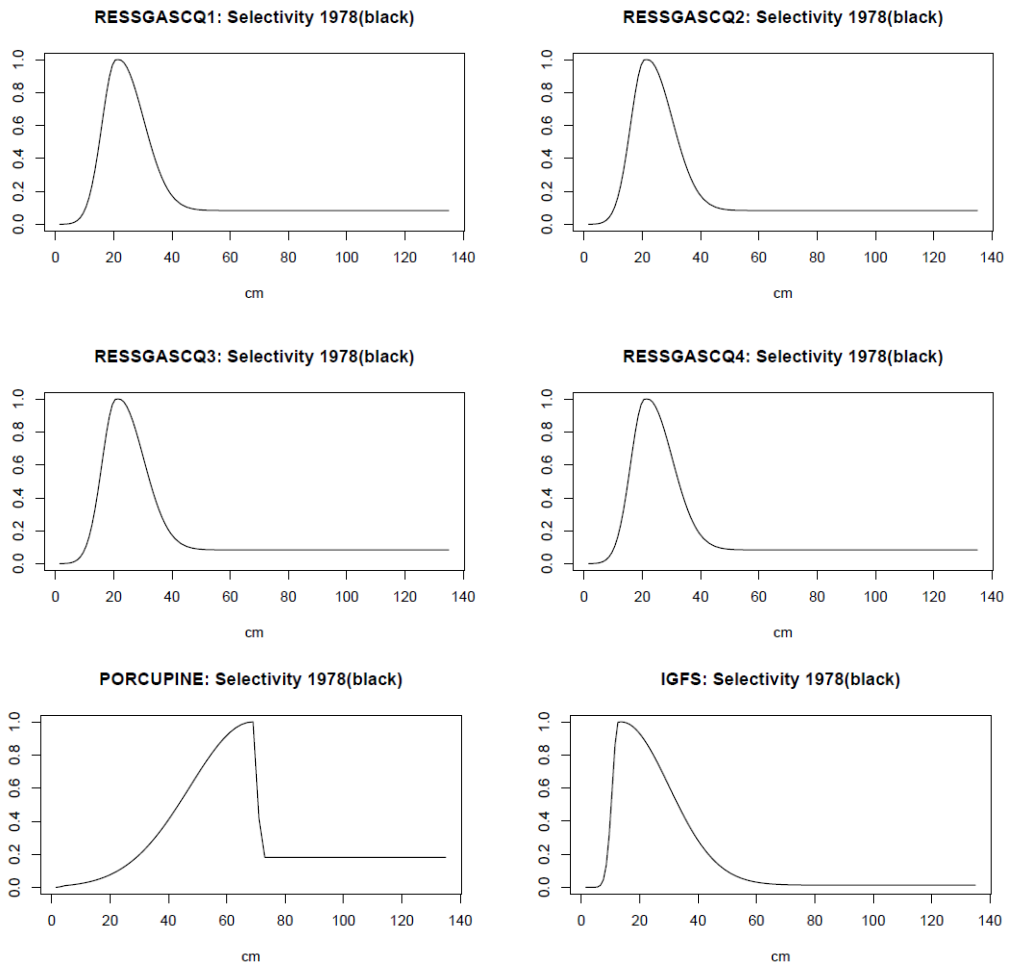 RESSGASCQ1: Selectivity 1978(black)
1.0
0.8
0.6
0.4
0.2
0.0
0 20 40 60 80 100 120 140
cm
RESSGASCQ2: Selectivity 1978(black)
1.0
0.8
0.6
0.4
0.2
0.0
0 20 40 60 80 100 120 140
cm
RESSGASCQ3: Selectivity 1978(black)
1.0
0.8
0.6
0.4
0.2
0.0
0 20 40 60 80 100 120 140
cm
RESSGASCQ4: Selectivity 1978(black)
1.0
0.8
0.6
0.4
0.2
0.0
0 20 40 60 80 100 120 140
cm
PORCUPINE: Selectivity 1978(black)
1.0
0.8
0.6
0.4
0.2
0.0
0 20 40 60 80 100 120 140
cm
IGFS: Selectivity 1978(black)
1.0
0.8
0.6
0.4
0.2
0.0
0 20 40 60 80 100 120 140
cm